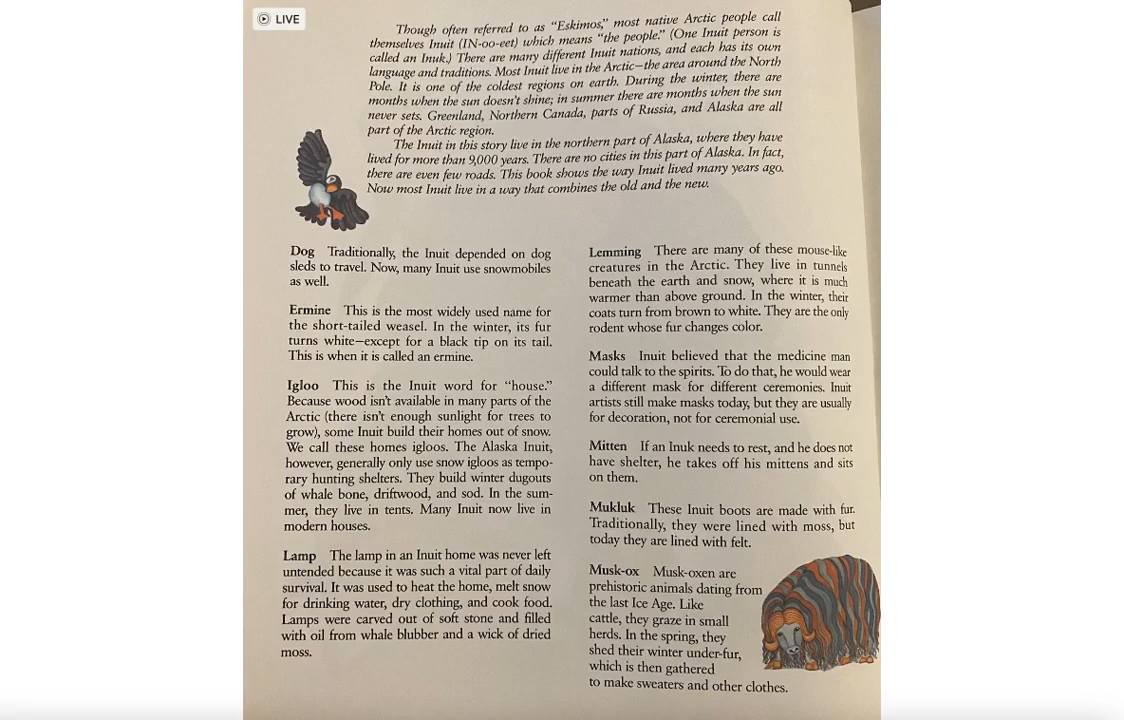 LIVE
Though often referred to as “Eskimos,” most native Arctic people call
themselves Inuit (IN-oo-eet) which means “the people.” (One Inuit person is
called an Inuk.) There are many different Inuit nations, and each has its own
language and traditions. Most Inuit live in the Arctic—the area around the North
Pole. It is one of the coldest regions on earth. During the winter, there are
months when the sun doesn’t shine; in summer there are months when the sun
never sets. Greenland, Northern Canada, parts of Russia, and Alaska are all
part of the Arctic region.
The Inuit in this story live in the northern part of Alaska, where they have
lived for more than 9,000 years. There are no cities in this part of Alaska. In fact,
there are even few roads. This book shows the way Inuit lived many years ago.
Now most Inuit live in a way that combines the old and the new.
Dog Traditionally, the Inuit depended on dog
sleds to travel. Now, many Inuit use snowmobiles
as well.
Ermine This is the most widely used name for
the short-tailed weasel. In the winter, its fur
turns white—except for a black tip on its tail.
This is when it is called an ermine.
Igloo This is the Inuit word for “house.”
Because wood isn’t available in many parts of the
Arctic (there isn’t enough sunlight for trees to
grow), some Inuit build their homes out of snow.
We call these homes igloos. The Alaska Inuit,
however, generally only use snow igloos as tempo-
rary hunting shelters. They build winter dugouts
of whale bone, driftwood, and sod. In the sum-
mer, they live in tents. Many Inuit now live in
modern houses.
Lamp The lamp in an Inuit home was never left
untended because it was such a vital part of daily
survival. It was used to heat the home, melt snow
for drinking water, dry clothing, and cook food.
Lamps were carved out of soft stone and filled
with oil from whale blubber and a wick of dried
moss.
Lemming There are many of these mouse-like
creatures in the Arctic. They live in tunnels
beneath the earth and snow, where it is much
warmer than above ground. In the winter, their
coats turn from brown to white. They are the only
rodent whose fur changes color.
Masks Inuit believed that the medicine man
could talk to the spirits. To do that, he would wear
a different mask for different ceremonies. Inuit
artists still make masks today, but they are usually
for decoration, not for ceremonial use.
Mitten If an Inuk needs to rest, and he does not
have shelter, he takes off his mittens and sits
on them.
Mukluk These Inuit boots are made with fur.
Traditionally, they were lined with moss, but
today they are lined with felt.
Musk-ox Musk-oxen are
prehistoric animals dating from
the last Ice Age. Like
cattle, they graze in small
herds. In the spring, they
shed their winter under-fur,
which is then gathered
to make sweaters and other clothes.